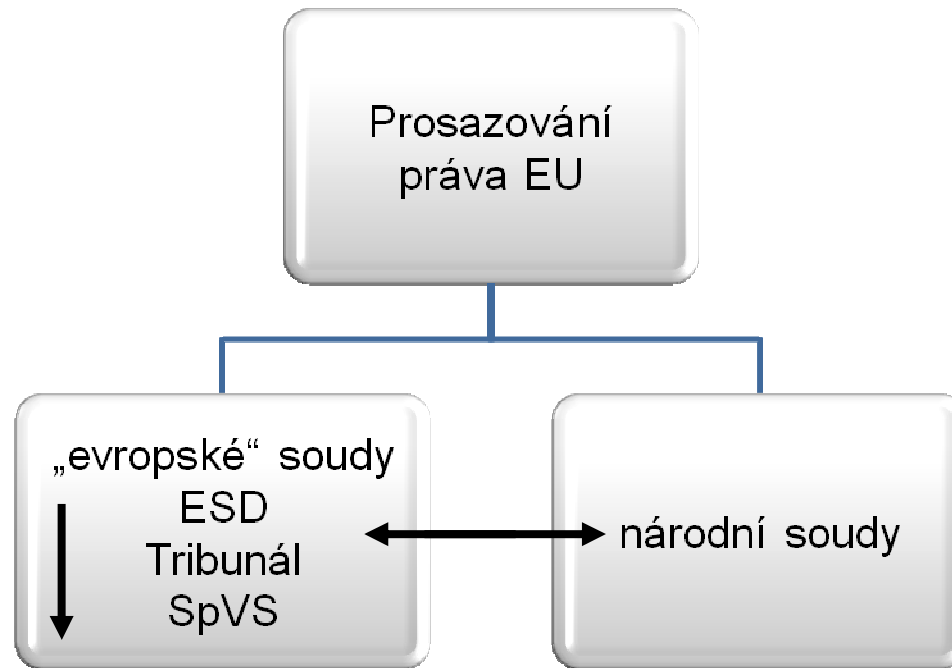 Prosazování
práva EU
„evropské“ soudy
ESD
Tribunál
SpVS
národní soudy